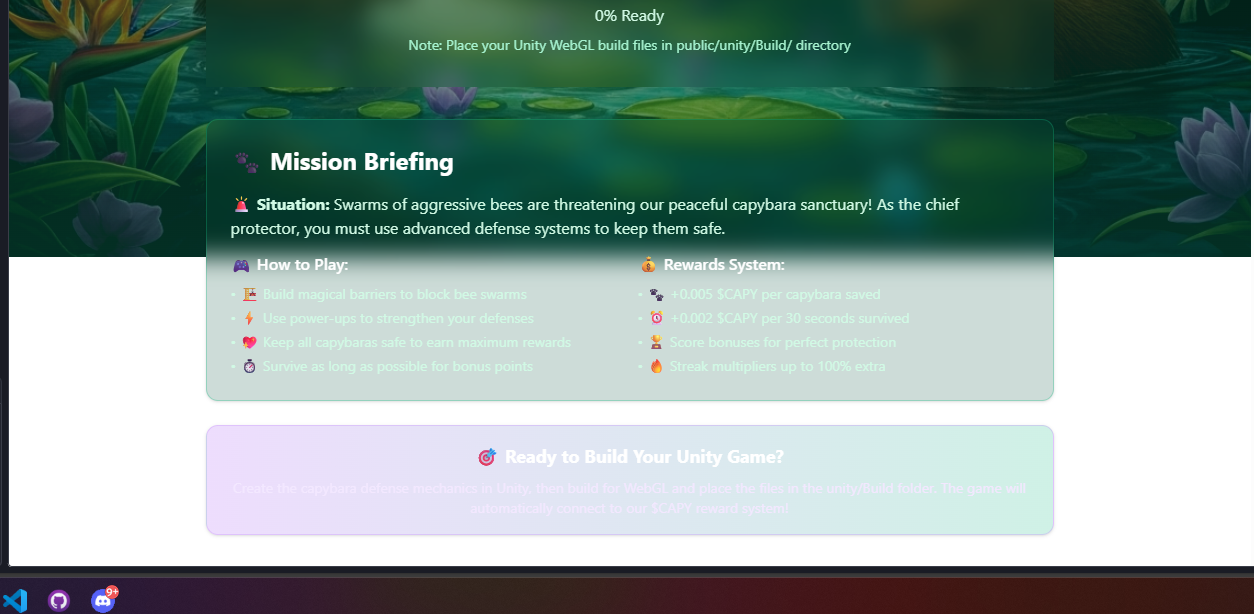 0% Ready
Note: Place your Unity WebGL build files in public/unity/Build/ directory
🐾 Mission Briefing
🚨 Situation: Swarms of aggressive bees are threatening our peaceful capybara sanctuary! As the chief
protector, you must use advanced defense systems to keep them safe.
🎮 How to Play:
• 🏗️ Build magical barriers to block bee swarms
• ⚡ Use power-ups to strengthen your defenses
• 💖 Keep all capybaras safe to earn maximum rewards
• ⏱️ Survive as long as possible for bonus points
💰 Rewards System:
• 🐾 +0.005 $CAPY per capybara saved
• ⏰ +0.002 $CAPY per 30 seconds survived
• 🏆 Score bonuses for perfect protection
• 🔥 Streak multipliers up to 100% extra
🎯 Ready to Build Your Unity Game?
Create the capybara defense mechanics in Unity, then build for WebGL and place the files in the unity/Build folder. The game will
automatically connect to our $CAPY reward system!
9+